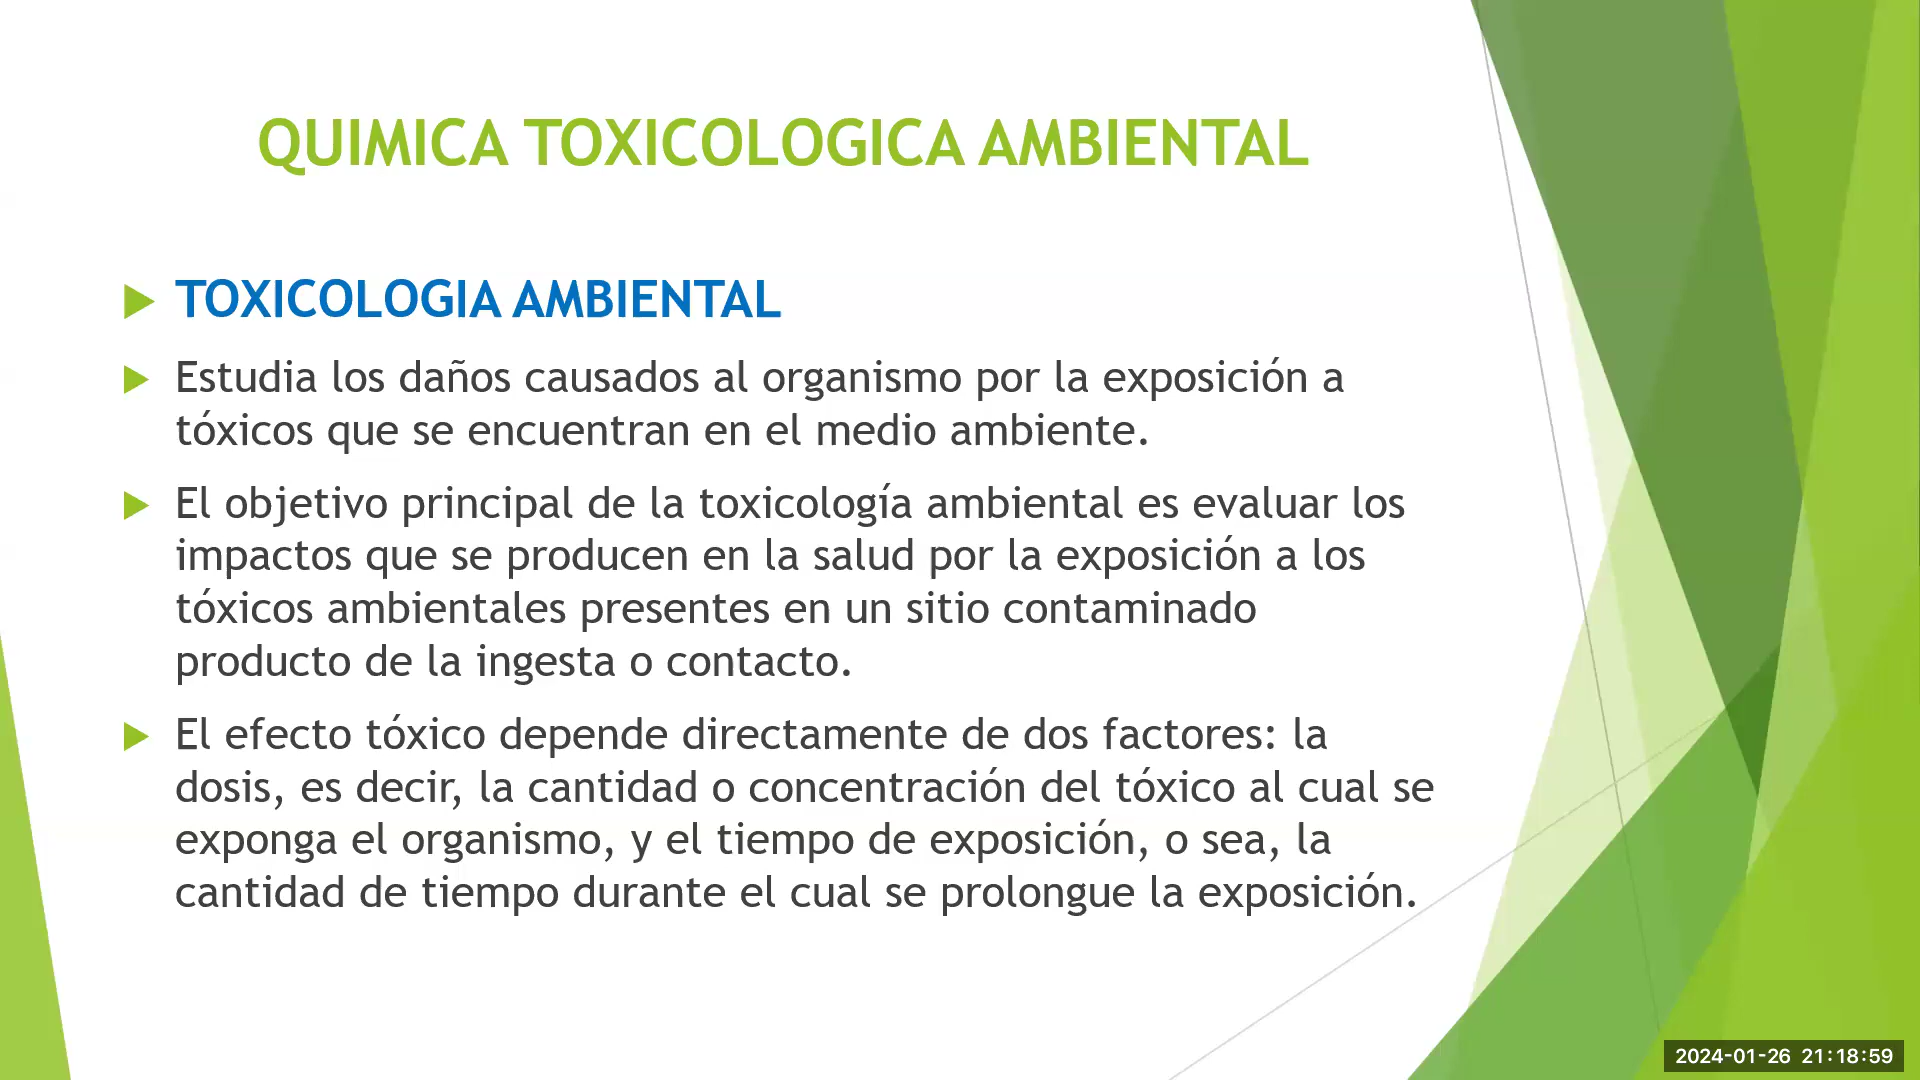 QUIMICA TOXICOLOGICA AMBIENTAL
TOXICOLOGIA AMBIENTAL
Estudia los daños causados al organismo por la exposición a
tóxicos que se encuentran en el medio ambiente.
El objetivo principal de la toxicología ambiental es evaluar los
impactos que se producen en la salud por la exposición a los
tóxicos ambientales presentes en un sitio contaminado
producto de la ingesta o contacto.
El efecto tóxico depende directamente de dos factores: la
dosis, es decir, la cantidad o concentración del tóxico al cual se
exponga el organismo, y el tiempo de exposición, o sea, la
cantidad de tiempo durante el cual se prolongue la exposición.
2024-01-26 21:18:59